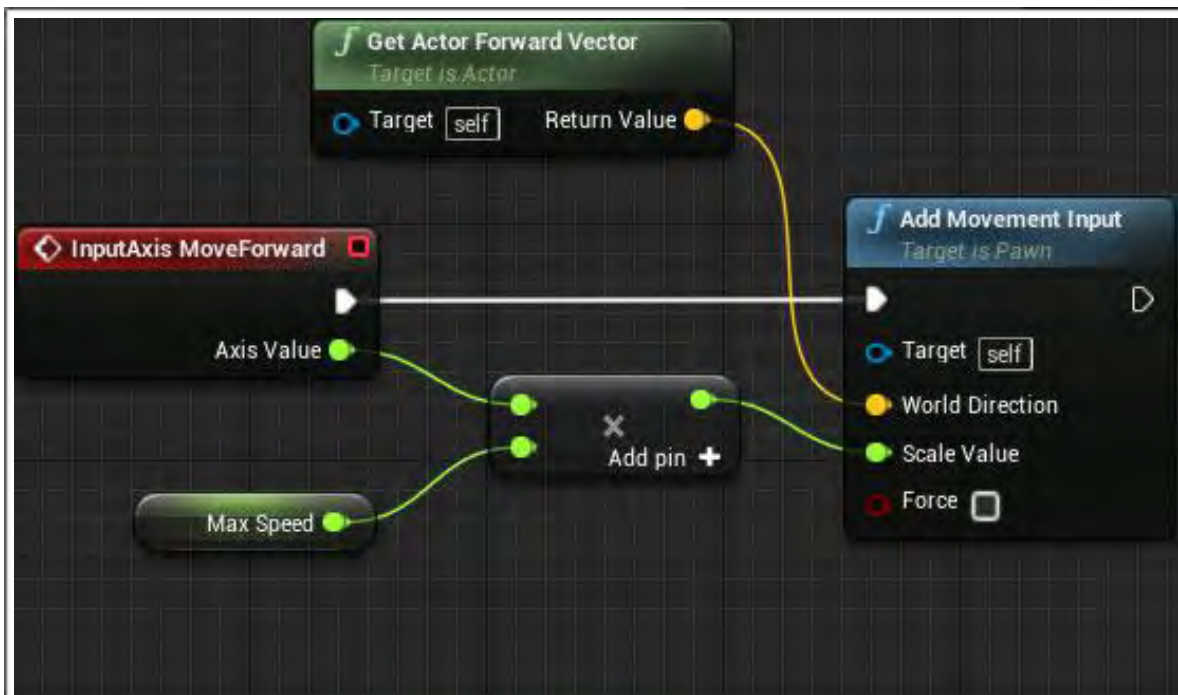 Get Actor Forward Vector
Target is Actor
Target self Return Value
InputAxis MoveForward
Axis Value
Max Speed
Add pin
Add Movement Input
Target is Pawn
Target self
World Direction
Scale Value
Force